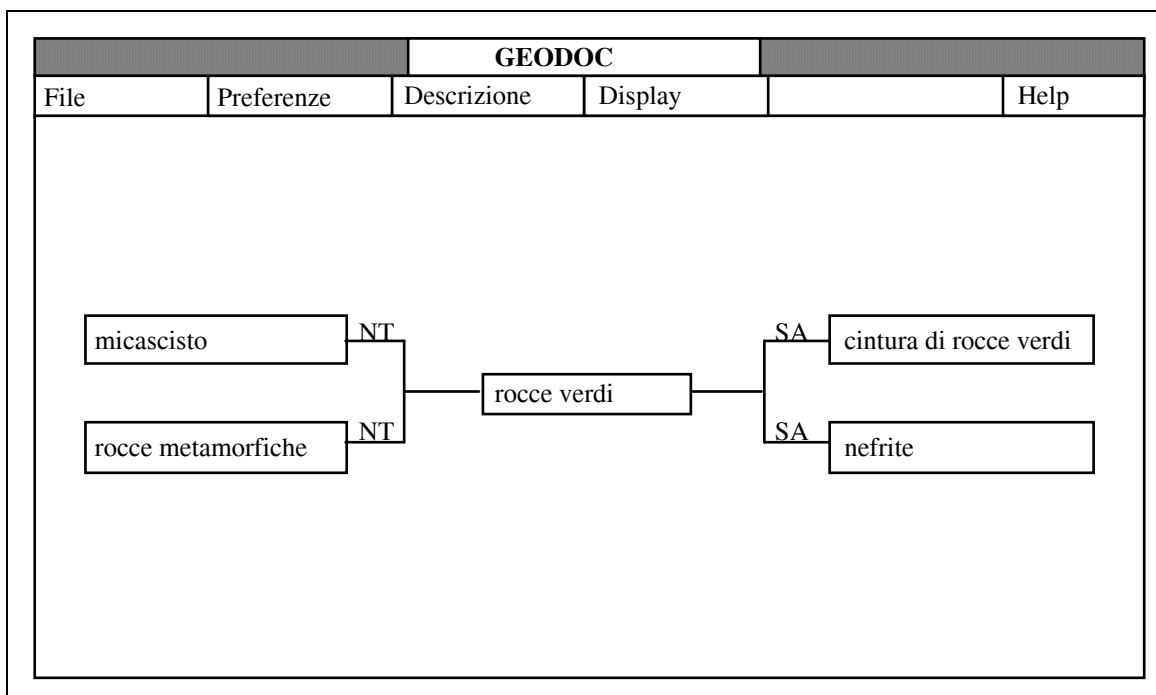 GEODOC
File Preferenze Descrizione Display Help
micascisto NT SA cintura di rocce verdi
rocce verdi
rocce metamorfiche NT SA nefrite